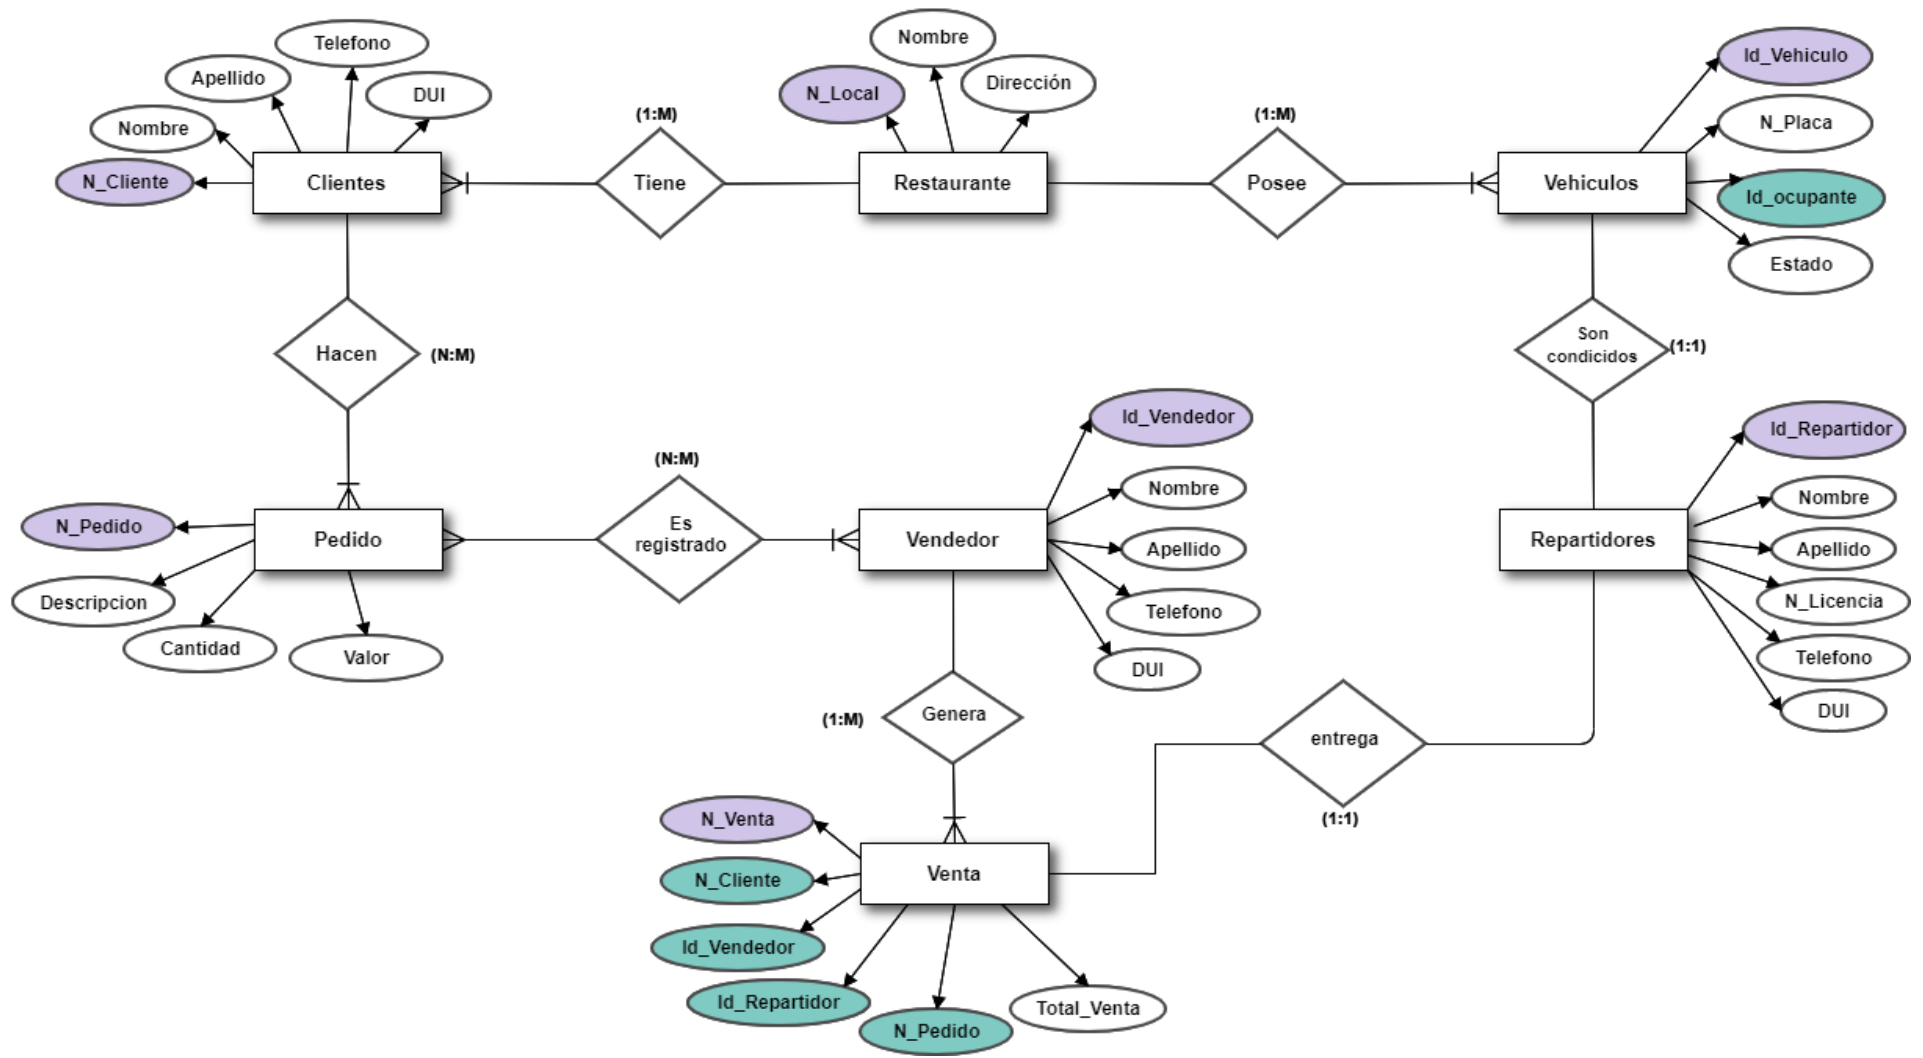 Telefono
Nombre
Apellido
DUI
N_Local
Dirección
Id_Vehiculo
Nombre
(1:M)
(1:M)
N_Placa
N_Cliente
Clientes
Tiene
Restaurante
Posee
Vehiculos
Id_ocupante
Estado
Hacen
(N:M)
Son
condicidos
(1:1)
Id_Vendedor
Id_Repartidor
(N:M)
Nombre
Nombre
N_Pedido
Pedido
Es
registrado
Vendedor
Apellido
Repartidores
Apellido
Descripcion
Telefono
N_Licencia
Cantidad
Valor
DUI
Telefono
(1:M)
Genera
DUI
entrega
N_Venta
(1:1)
N_Cliente
Venta
Id_Vendedor
Id_Repartidor
N_Pedido
Total_Venta